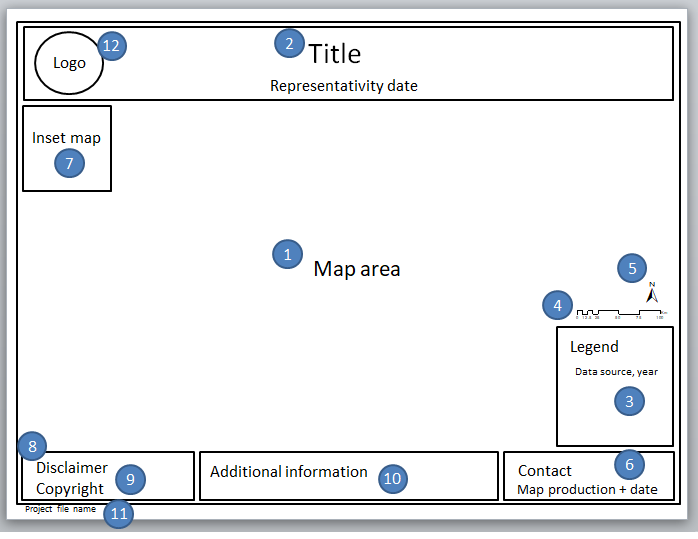 12
2
Title
Logo
Representativity date
Inset map
7
1
Map area
5
N
4
Legend
Data source, year
3
8
6
Disclaimer
Copyright
9
Additional information
10
Contact
Map production + date
Project file name
11